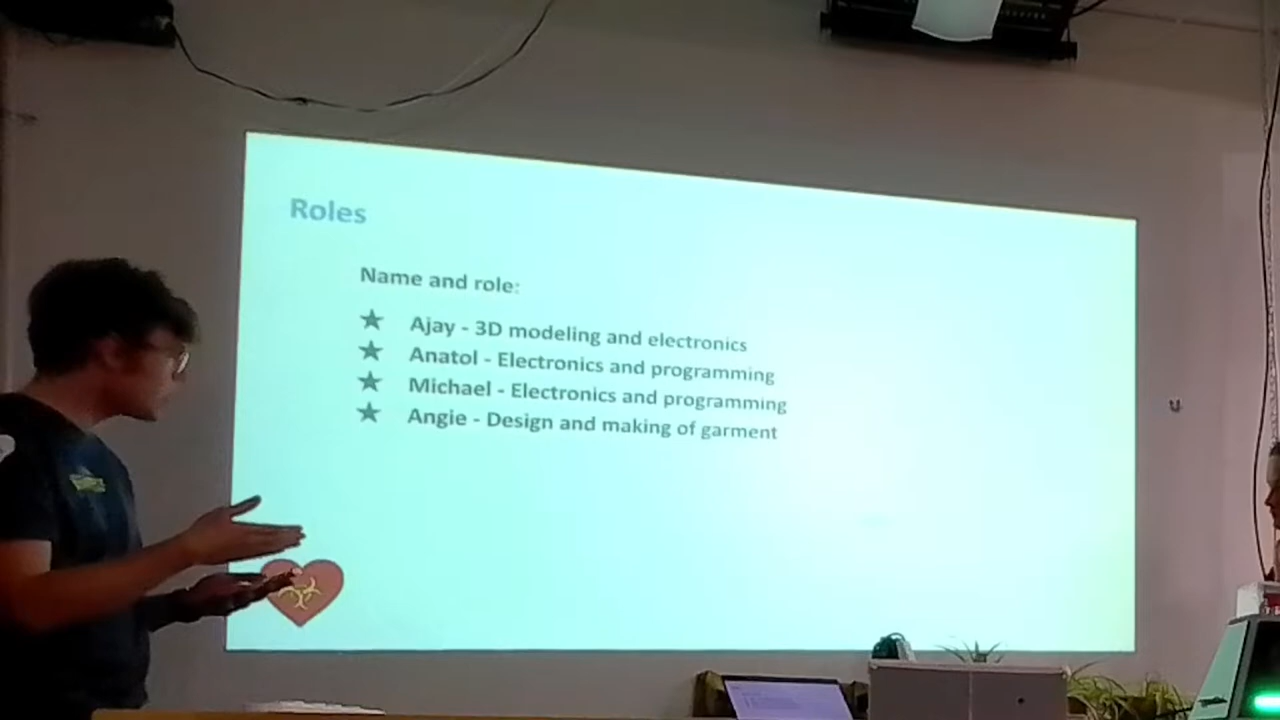 Roles
Name and role:
Ajay - 3D modeling and electronics
Anatol - Electronics and programming
Michael - Electronics and programming
Angie - Design and making of garment